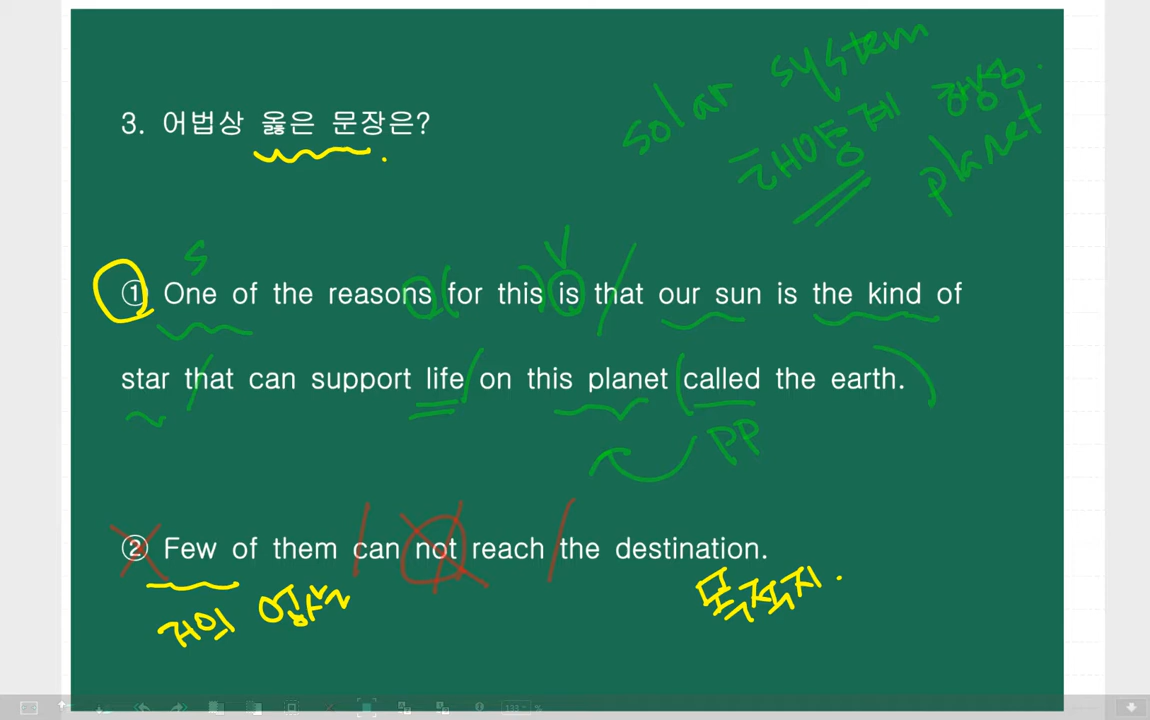 solar system
태양계 항성.
planet
3. 어법상 옳은 문장은?
S
V
① One of the reasons for this is that our sun is the kind of
star that can support life on this planet called the earth.
PP
② Few of them can not reach the destination.
거의 없다
목적지.
133 %